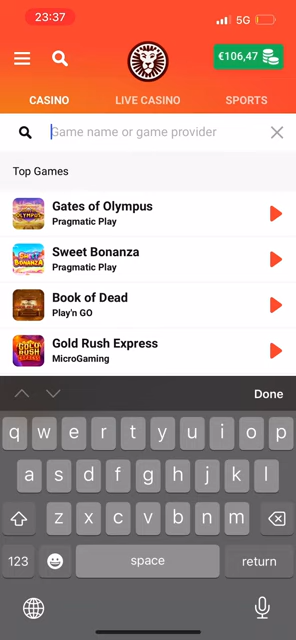 23:37
5G
€106,47
CASINO
LIVE CASINO
SPORTS
Game name or game provider
Top Games
Gates of Olympus
Pragmatic Play
Sweet Bonanza
Pragmatic Play
Book of Dead
Play'n GO
GOLD RUSH
Gold Rush Express
MicroGaming
Done
q w e r t y u i o p
a s d f g h j k l
z x c v b n m
123
space
return